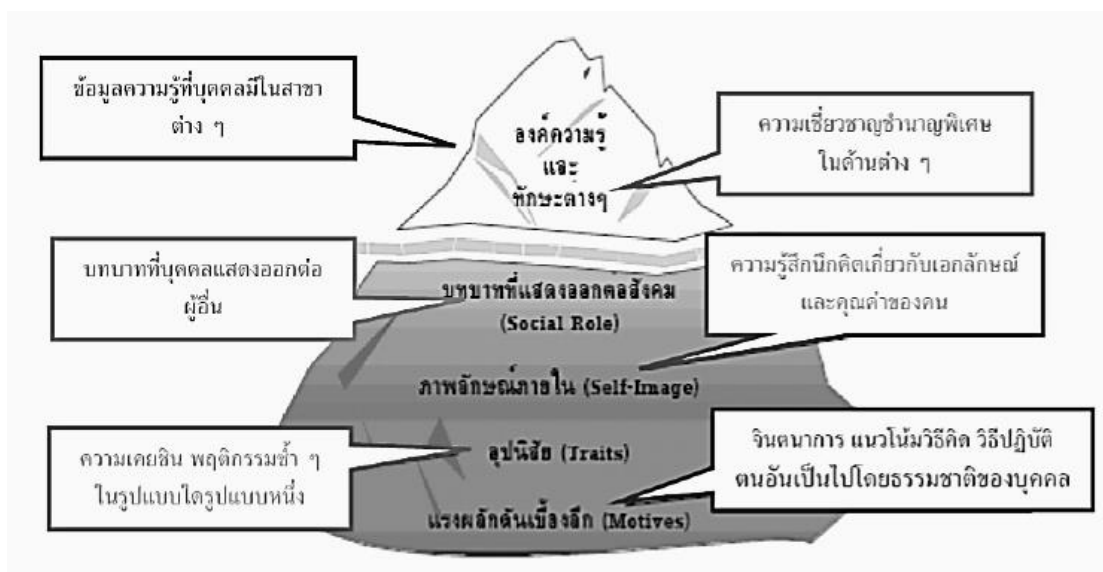 ข้อมูลความรู้ที่บุคคลมีในสาขา
ต่าง ๆ
องค์ความรู้
และ
ทักษะต่างๆ
ความเชี่ยวชาญชำนาญพิเศษ
ในด้านต่าง ๆ
บทบาทที่บุคคลแสดงออกต่อ
ผู้อื่น
บทบาทที่แสดงออกต่อสังคม
(Social Role)
ความรู้สึกนึกคิดเกี่ยวกับเอกลักษณ์
และคุณค่าของตน
ภาพลักษณ์ภายใน (Self-Image)
ความเคยชิน พฤติกรรมซ้ำ ๆ
ในรูปแบบใดรูปแบบหนึ่ง
อุปนิสัย (Traits)
จินตนาการ แนวโน้มวิธีคิด วิธีปฏิบัติ
ตนอันเป็นไปโดยธรรมชาติของบุคคล
แรงผลักดันเบื้องลึก (Motives)